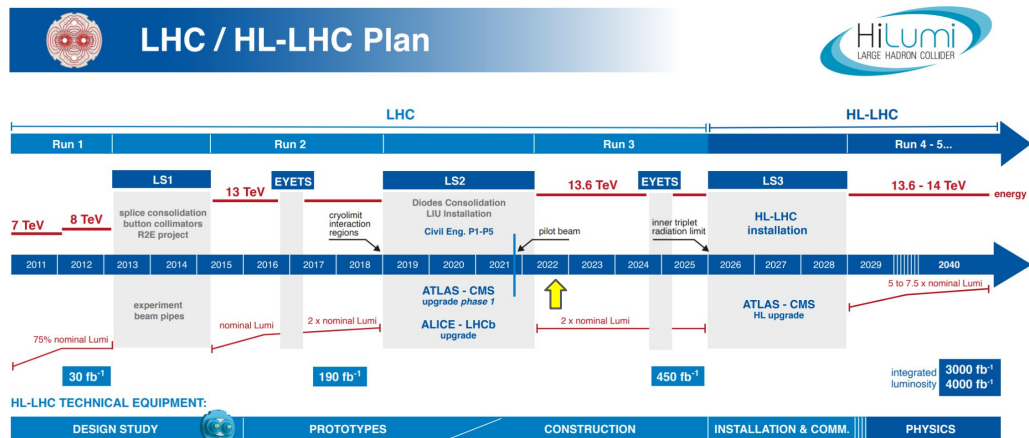 LHC / HL-LHC Plan
HiLumi
LARGE HADRON COLLIDER
LHC
HL-LHC
Run 1
Run 2
Run 3
Run 4 - 5...
LS1
EYETS
LS2
EYETS
LS3
13 TeV
13.6 TeV
13.6 - 14 TeV
energy
7 TeV
8 TeV
splice consolidation
button collimators
R2E project
cryolimit
interaction
regions
Diodes Consolidation
LIU Installation
Civil Eng. P1-P5
pilot beam
inner triplet
radiation limit
HL-LHC
installation
2011 2012 2013 2014 2015 2016 2017 2018 2019 2020 2021 2022 2023 2024 2025 2026 2027 2028 2029 2040
experiment
beam pipes
ATLAS - CMS
upgrade phase 1
ALICE - LHCb
upgrade
ATLAS - CMS
HL upgrade
5 to 7.5 x nominal Lumi
75% nominal Lumi
nominal Lumi
2 x nominal Lumi
2 x nominal Lumi
30 fb⁻¹
190 fb⁻¹
450 fb⁻¹
integrated
luminosity
3000 fb⁻¹
4000 fb⁻¹
HL-LHC TECHNICAL EQUIPMENT:
DESIGN STUDY
PROTOTYPES
CONSTRUCTION
INSTALLATION & COMM.
PHYSICS